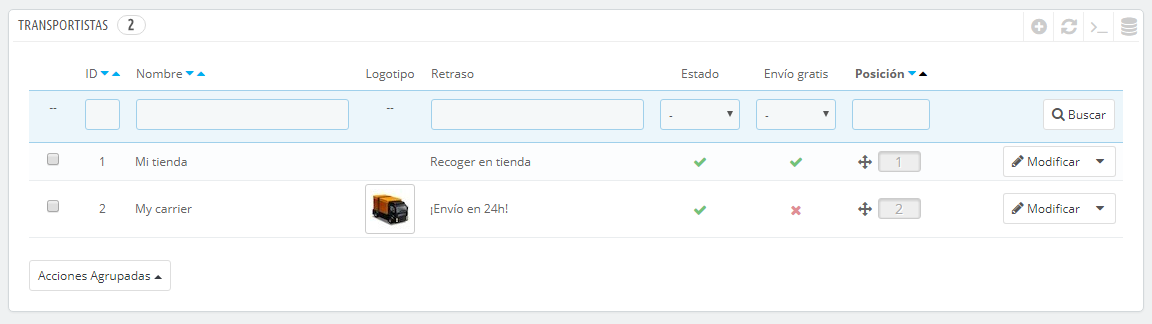 TRANSPORTISTAS 2
ID Nombre Logotipo Retraso Estado Envío gratis Posición
-- -- - - Buscar
1 Mi tienda Recoger en tienda 1 Modificar
2 My carrier ¡Envío en 24h! 2 Modificar
Acciones Agrupadas